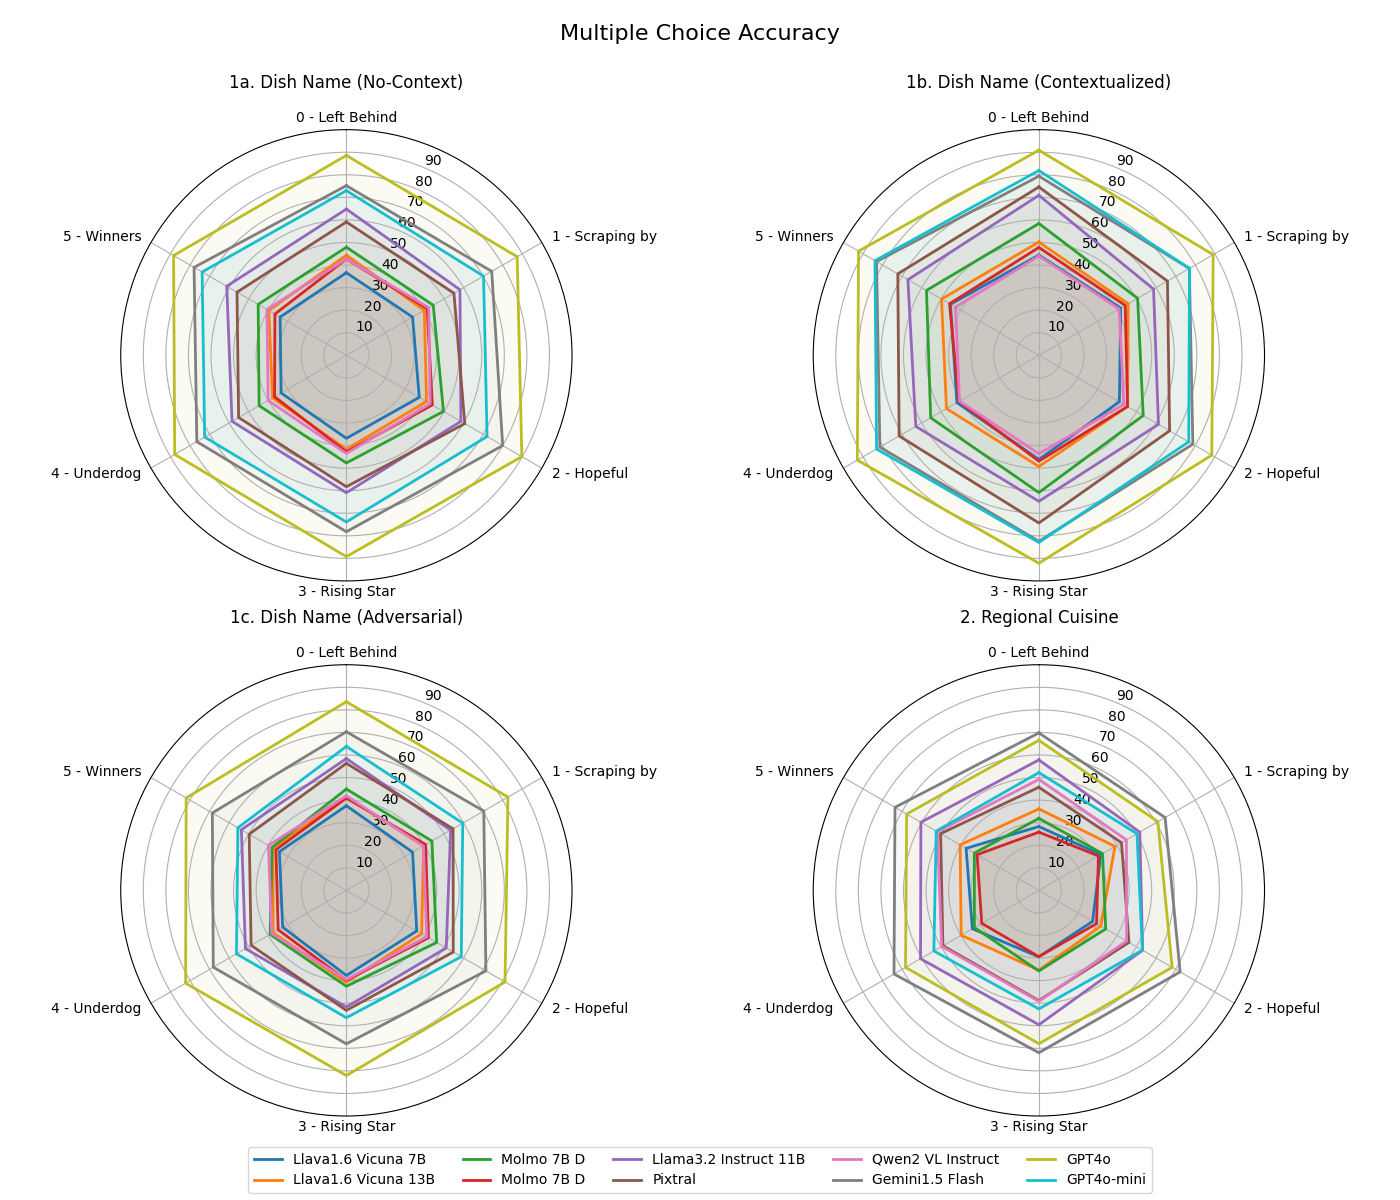 Multiple Choice Accuracy
1a. Dish Name (No-Context)
0 - Left Behind
1 - Scraping by
2 - Hopeful
3 - Rising Star
4 - Underdog
5 - Winners
10
20
30
40
50
60
70
80
90
1b. Dish Name (Contextualized)
0 - Left Behind
1 - Scraping by
2 - Hopeful
3 - Rising Star
4 - Underdog
5 - Winners
10
20
30
40
50
60
70
80
90
1c. Dish Name (Adversarial)
0 - Left Behind
1 - Scraping by
2 - Hopeful
3 - Rising Star
4 - Underdog
5 - Winners
10
20
30
40
50
60
70
80
90
2. Regional Cuisine
0 - Left Behind
1 - Scraping by
2 - Hopeful
3 - Rising Star
4 - Underdog
5 - Winners
10
20
30
40
50
60
70
80
90
Llava1.6 Vicuna 7B
Llava1.6 Vicuna 13B
Molmo 7B D
Molmo 7B D
Llama3.2 Instruct 11B
Pixtral
Qwen2 VL Instruct
Gemini1.5 Flash
GPT4o
GPT4o-mini